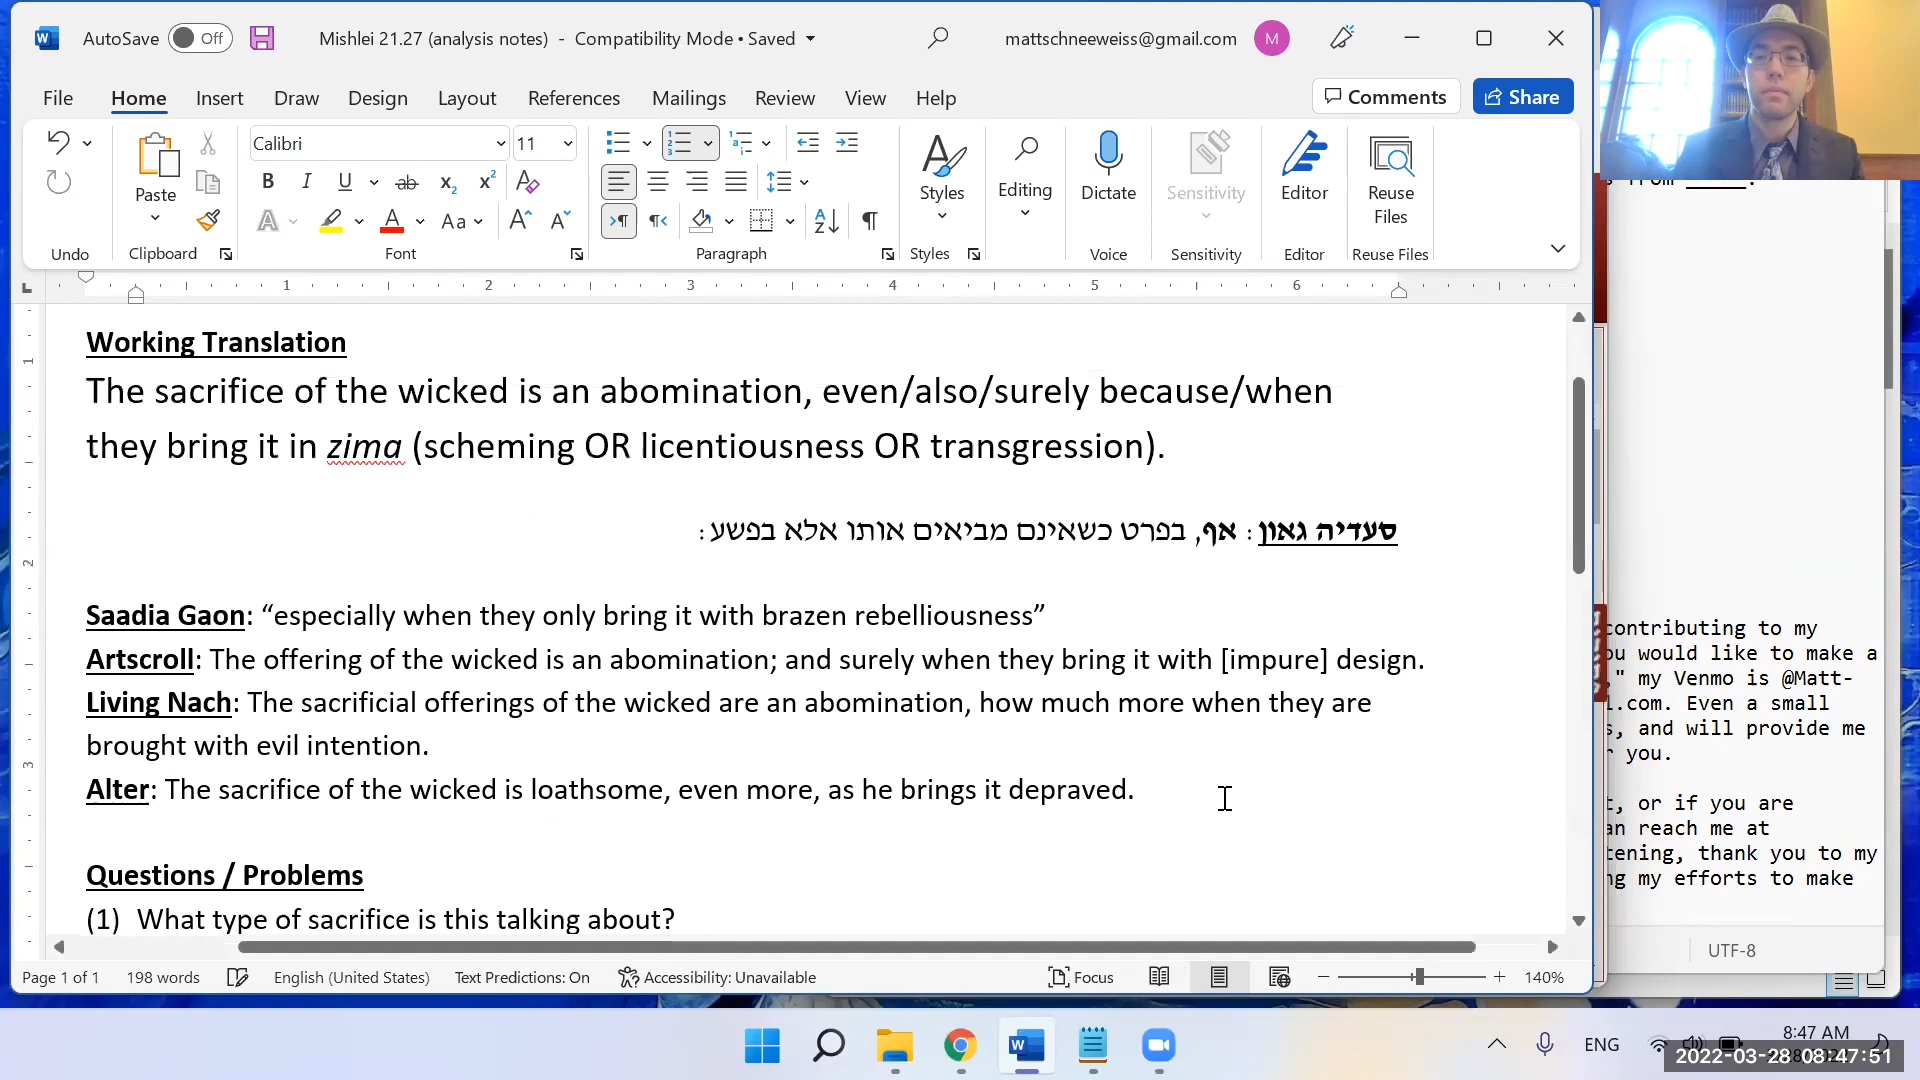 AutoSave Off Mishlei 21.27 (analysis notes) - Compatibility Mode • Saved mattschneeweiss@gmail.com M
File Home Insert Draw Design Layout References Mailings Review View Help Comments Share
Calibri 11
Paste Styles Editing Dictate Sensitivity Editor Reuse Files
Undo Clipboard Font Paragraph Styles Voice Sensitivity Editor Reuse Files
1 2 3 4 5 6
Working Translation
The sacrifice of the wicked is an abomination, even/also/surely because/when
they bring it in zima (scheming OR licentiousness OR transgression).
סעדיה גאון: אף, בפרט כשאינם מביאים אותו אלא בפשע:
Saadia Gaon: “especially when they only bring it with brazen rebelliousness”
Artscroll: The offering of the wicked is an abomination; and surely when they bring it with [impure] design.
Living Nach: The sacrificial offerings of the wicked are an abomination, how much more when they are
brought with evil intention.
Alter: The sacrifice of the wicked is loathsome, even more, as he brings it depraved.
Questions / Problems
(1) What type of sacrifice is this talking about?
Page 1 of 1 198 words English (United States) Text Predictions: On Accessibility: Unavailable Focus 140%
contributing to my
ou would like to make a
," my Venmo is @Matt-
l.com. Even a small
s, and will provide me
r you.
t, or if you are
an reach me at
tening, thank you to my
ng my efforts to make
UTF-8
ENG 8:47 AM
2022-03-28 08:47:51